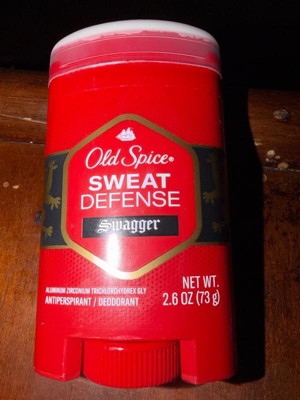 Old Spice®
SWEAT
DEFENSE
Swagger
ALUMINUM ZIRCONIUM TRICHLOROHYDREX GLY
ANTIPERSPIRANT / DEODORANT
NET WT.
2.6 OZ (73 g)